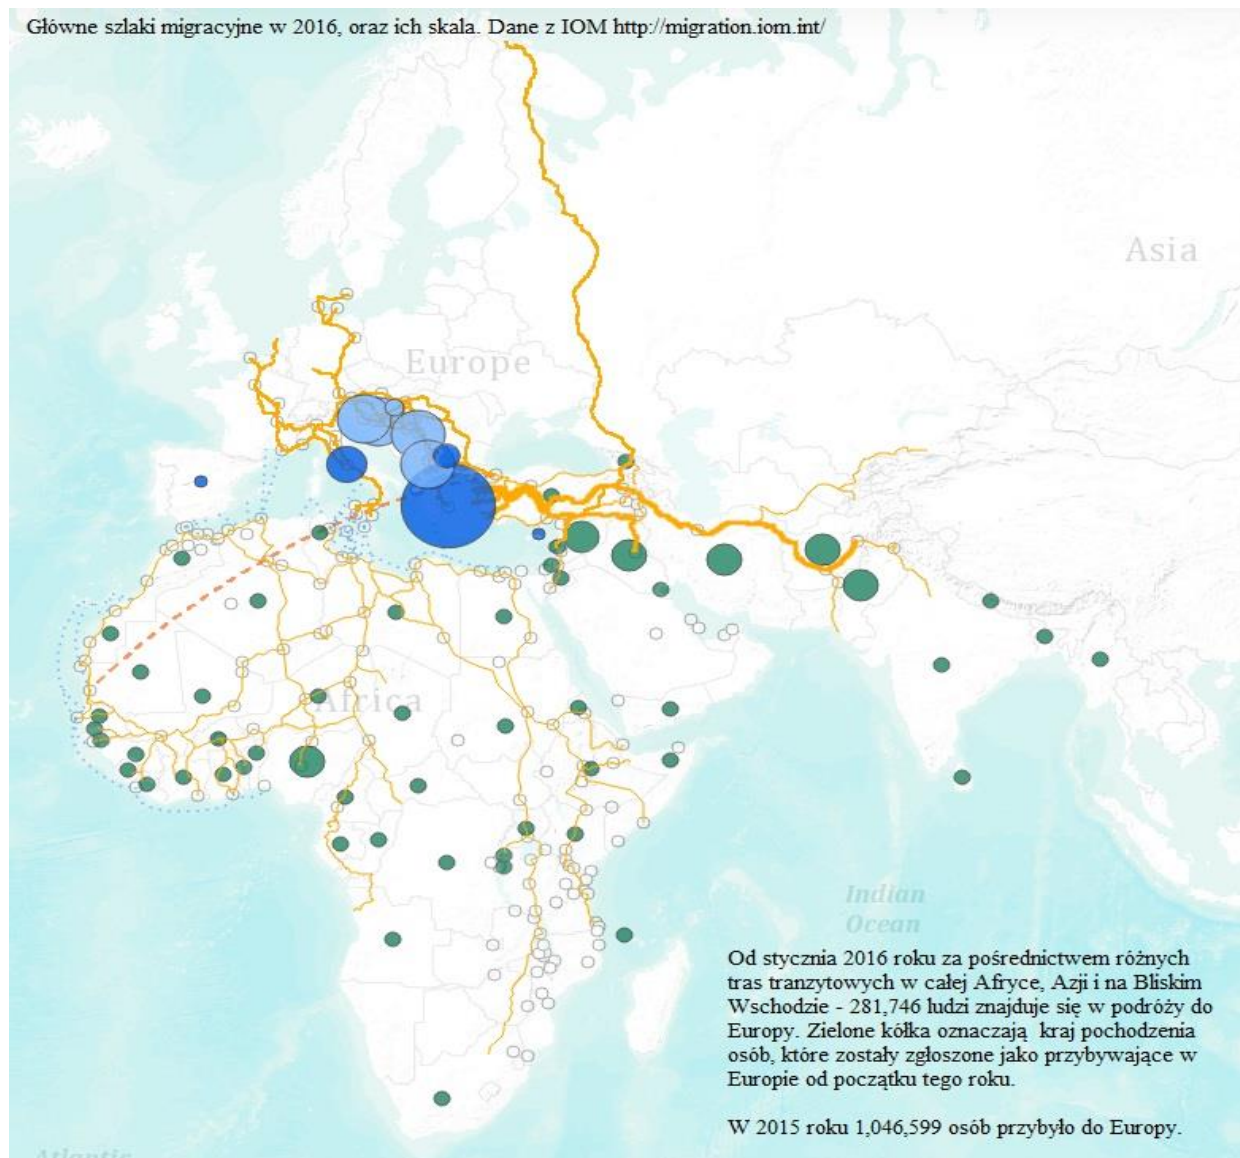 Główne szlaki migracyjne w 2016, oraz ich skala. Dane z IOM http://migration.iom.int/
Asia
Europe
Africa
Indian
Ocean
Od stycznia 2016 roku za pośrednictwem różnych
tras tranzytowych w całej Afryce, Azji i na Bliskim
Wschodzie - 281,746 ludzi znajduje się w podróży do
Europy. Zielone kółka oznaczają kraj pochodzenia
osób, które zostały zgłoszone jako przybywające w
Europie od początku tego roku.
W 2015 roku 1,046,599 osób przybyło do Europy.
Atlantic